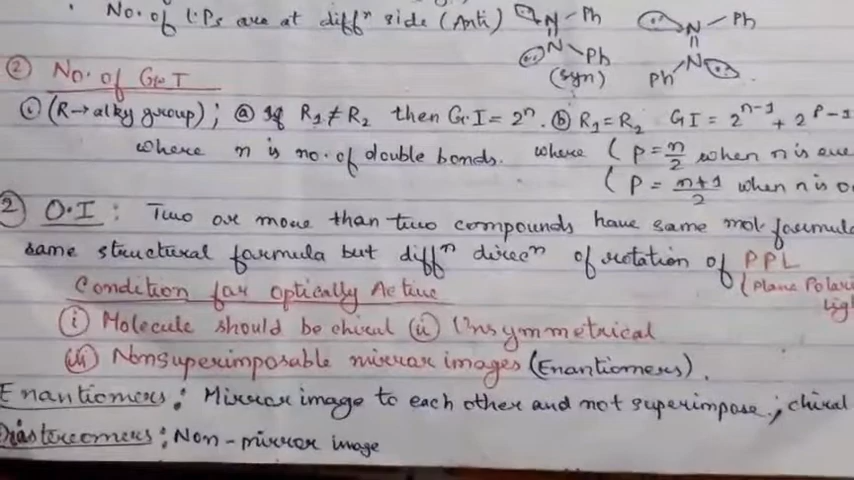 No. of l.Ps are at diffⁿ side (Anti) N Ph N Ph (Syn) N Ph N Ph
② No. of G.I
① (R→alky group); ⓐ If R₁≠R₂ then G.I = 2ⁿ. ⓑ R₁=R₂ GI = 2ⁿ⁻¹ + 2ᴾ⁻¹
where n is no. of double bonds. where ( P = n/2 when n is eve
( P = n+1/2 when n is o
② O.I : Two or more than two compounds have same mol. formula
same structural formula but diffⁿ direcⁿ of rotation of PPL
(Plane Polari
Condition for optically Active
ligh
ⓘ Molecule should be chiral ⓘⓘ Unsymmetrical
ⓘⓘⓘ Nonsuperimposable mirror images (Enantiomers).
Enantiomers: Mirror image to each other and not superimpose; chiral
Diastereomers: Non-mirror image